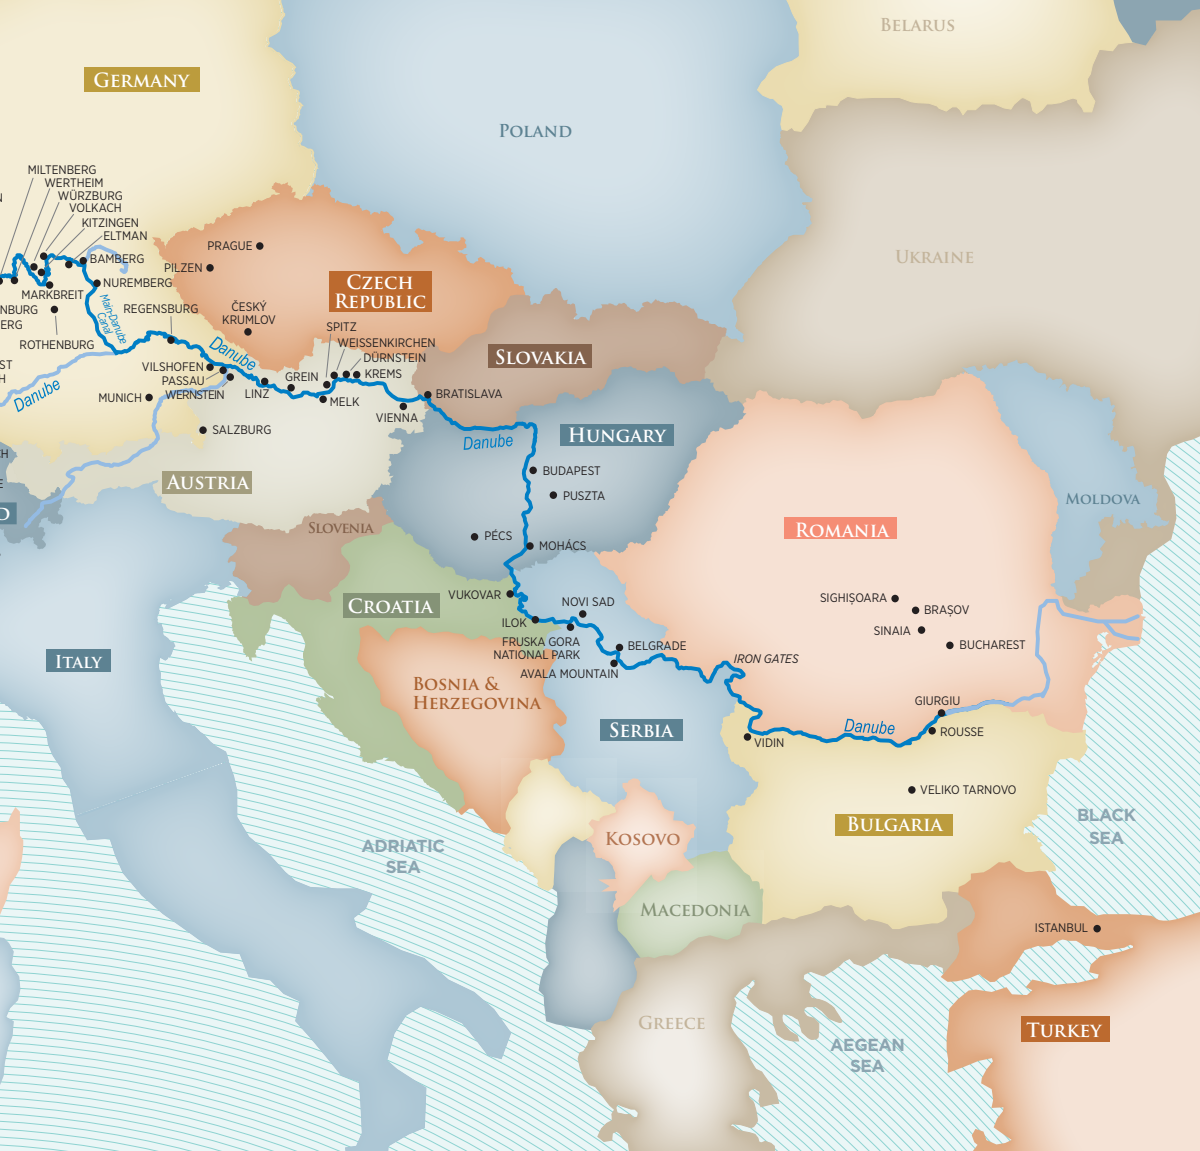 BELARUS
GERMANY
POLAND
MILTENBERG
WERTHEIM
WÜRZBURG
VOLKACH
KITZINGEN
ELTMAN
N
BAMBERG
PRAGUE
PILZEN
UKRAINE
NUREMBERG
CZECH
REPUBLIC
MARKBREIT
Main-Danube
Canal
REGENSBURG
ČESKÝ
KRUMLOV
NBURG
ERG
ROTHENBURG
SPITZ
WEISSENKIRCHEN
DÜRNSTEIN
SLOVAKIA
Danube
ST
H
VILSHOFEN
PASSAU
WERNSTEIN
GREIN
KREMS
Danube
MUNICH
LINZ
MELK
BRATISLAVA
VIENNA
SALZBURG
Danube
HUNGARY
CH
E
AUSTRIA
BUDAPEST
PUSZTA
MOLDOVA
D
SLOVENIA
ROMANIA
PÉCS
MOHÁCS
CROATIA
VUKOVAR
NOVI SAD
SIGHIȘOARA
BRAȘOV
ILOK
SINAIA
FRUSKA GORA
NATIONAL PARK
BELGRADE
BUCHAREST
ITALY
IRON GATES
AVALA MOUNTAIN
BOSNIA &
HERZEGOVINA
GIURGIU
SERBIA
Danube
ROUSSE
VIDIN
VELIKO TARNOVO
BULGARIA
BLACK
SEA
ADRIATIC
SEA
KOSOVO
MACEDONIA
ISTANBUL
GREECE
TURKEY
AEGEAN
SEA